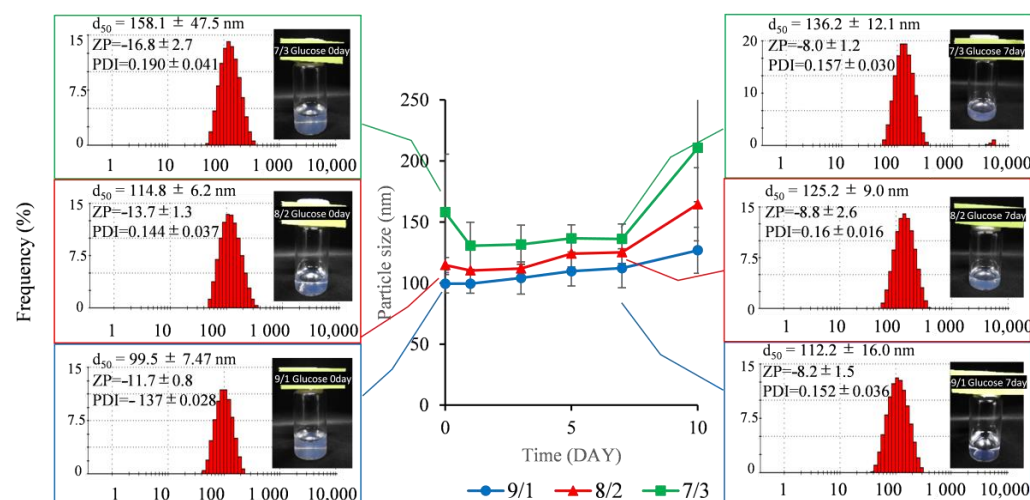 d50 = 158.1 ± 47.5 nm
ZP=-16.8 ± 2.7
PDI=0.190 ± 0.041
15
7.5
0
1 10 100 1 000 10,000
7/3 Glucose 0day
d50 = 114.8 ± 6.2 nm
ZP=-13.7 ± 1.3
PDI=0.144 ± 0.037
15
7.5
0
1 10 100 1 000 10,000
8/2 Glucose 0day
d50 = 99.5 ± 7.47 nm
ZP=-11.7 ± 0.8
PDI=-137 ± 0.028
15
7.5
0
1 10 100 1 000 10,000
9/1 Glucose 0day
Frequency (%)
Particle size (nm)
250
200
150
100
50
0
0 5 10
Time (DAY)
9/1 8/2 7/3
d50 = 136.2 ± 12.1 nm
ZP=-8.0 ± 1.2
PDI=0.157 ± 0.030
20
10
0
1 10 100 1 000 10,000
7/3 Glucose 7day
d50 = 125.2 ± 9.0 nm
ZP=-8.8 ± 2.6
PDI=0.16 ± 0.016
15
7.5
0
1 10 100 1 000 10,000
8/2 Glucose 7day
d50 = 112.2 ± 16.0 nm
ZP=-8.2 ± 1.5
PDI=0.152 ± 0.036
15
7.5
0
1 10 100 1 000 10,000
9/1 Glucose 7day